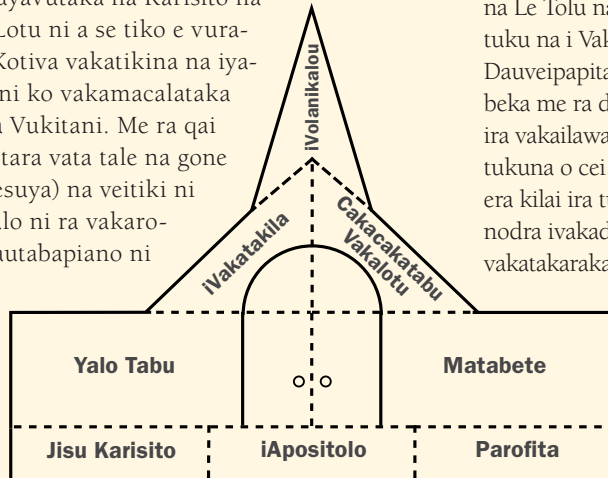 yavutaka na Karisito na
Lotu ni a se tiko e vura-
Kotiva vakatikina na iya-
ni ko vakamacalataka
Vukitani. Me ra qai
tara vata tale na gone
esuya) na veitiki ni
lo ni ra vakaro-
autabapiano ni
na Le Tolu na
tuku na i Vak
Dauveipapita
beka me ra d
ira vakailawa
tukuna o cei
era kilai ira tu
nodra ivakad
vakatakaraka
iVolanikalou
iVakatakila
Cakacakatabu
Vakalotu
Yalo Tabu
Matabete
Jisu Karisito
iApositolo
Parofita